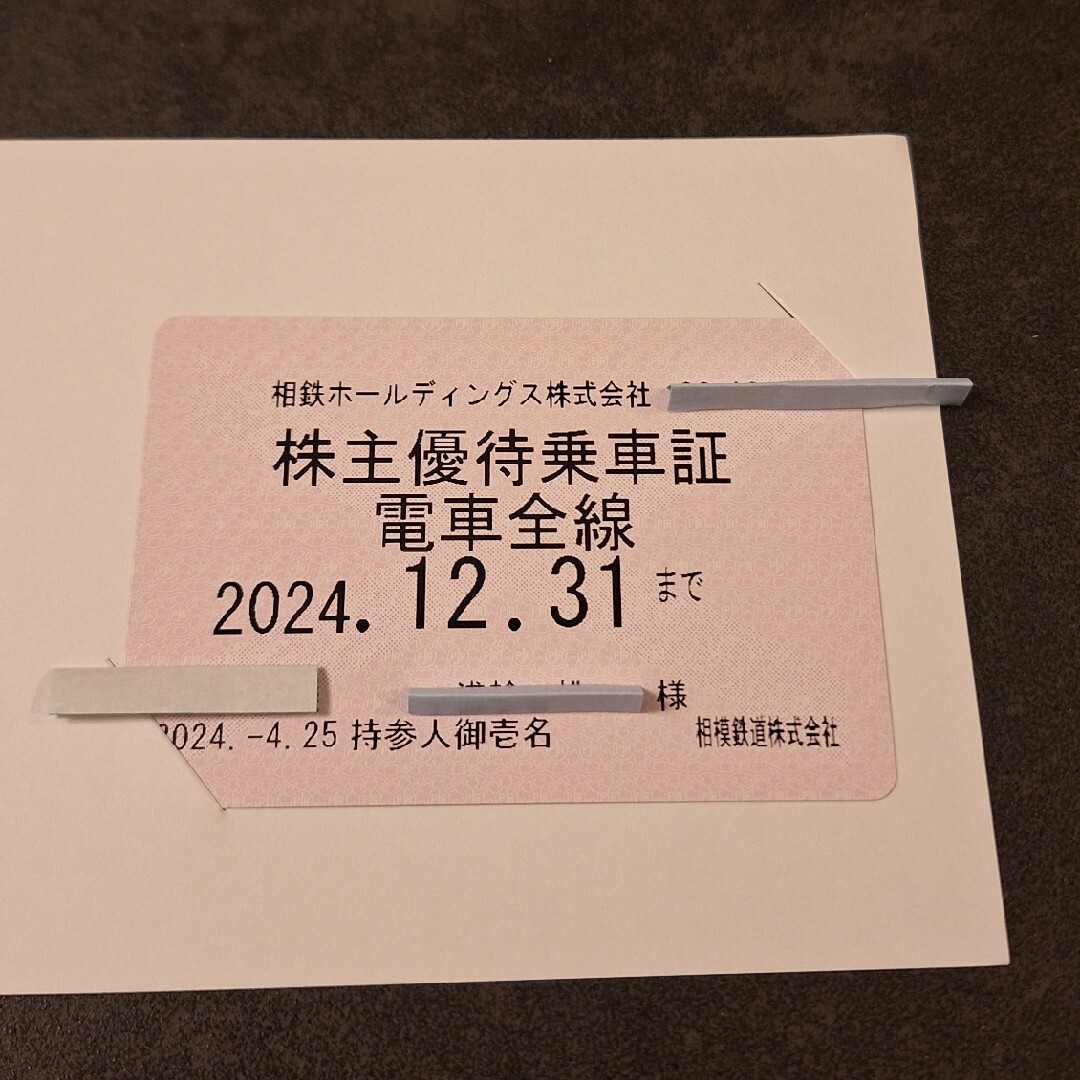 相鉄ホールディングス株式会社
株主優待乗車証
電車全線
2024.12.31まで
様
2024.-4.25 持参人御壱名 相模鉄道株式会社